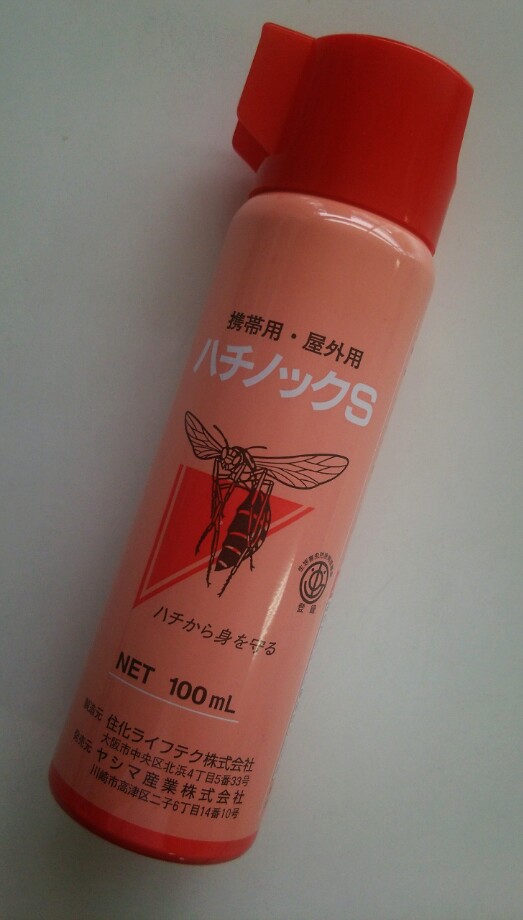 携帯用・屋外用
ハチノックS
ハチから身を守る
NET 100mL
製造元 住化ライフテク株式会社
大阪市中央区北浜4丁目5番33号
発売元 ヤシマ産業株式会社
川崎市高津区二子6丁目14番10号